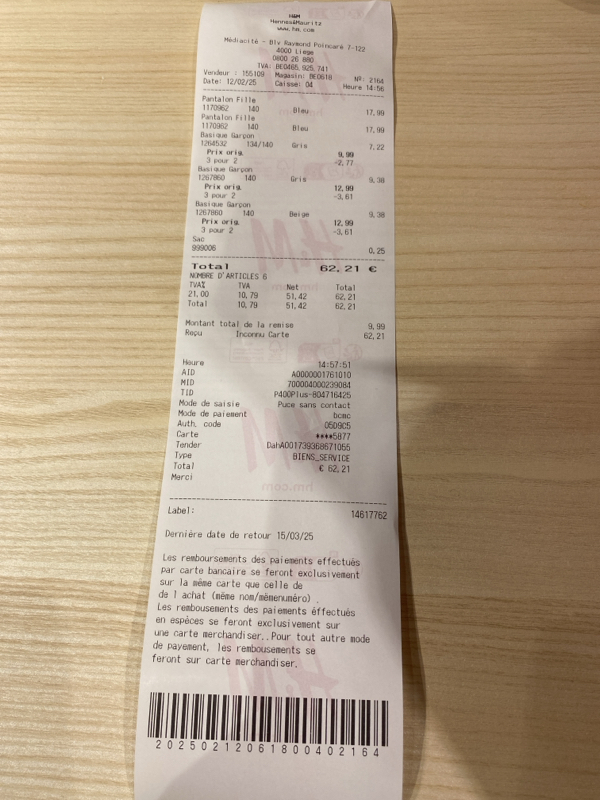 H&M
Hennes&Mauritz
www.hm.com
Médiacité - Blv Raymond Poincaré 7-122
4000 Liege
0800 26 880
TVA: BE0465.925.741
Vendeur : 155109 Magasin: BE0618 Nº: 2164
Date: 12/02/25 Caisse: 04 Heure 14:56
Pantalon Fille
1170962 140 Bleu 17,99
Pantalon Fille
1170962 140 Bleu 17,99
Basique Garçon
1264532 134/140 Gris 7,22
Prix orig. 9,99
3 pour 2 -2,77
Basique Garçon
1267860 140 Gris 9,38
Prix orig. 12,99
3 pour 2 -3,61
Basique Garçon
1267860 140 Beige 9,38
Prix orig. 12,99
3 pour 2 -3,61
Sac
999006 0,25
Total 62,21 €
NOMBRE D'ARTICLES 6
TVA% TVA Net Total
21,00 10,79 51,42 62,21
Total 10,79 51,42 62,21
Montant total de la remise 9,99
Reçu Inconnu Carte 62,21
Heure 14:57:51
AID A0000001761010
MID 700004000239084
TID P400Plus-804716425
Mode de saisie Puce sans contact
Mode de paiement bcmc
Auth. code 05D9C5
Carte ****5877
Tender DahA001739368671055
Type BIENS_SERVICE
Total € 62,21
Merci
Label: 14617762
Dernière date de retour 15/03/25
Les remboursements des paiements effectués
par carte bancaire se feront exclusivement
sur la même carte que celle de
de l achat (même nom/mêmenuméro) .
Les rembousements des paiements éffectués
en espèces se feront exclusivement sur
une carte merchandiser..Pour tout autre mode
de payement, les rembousements se
feront sur carte merchandiser.
2025021206180040216​4